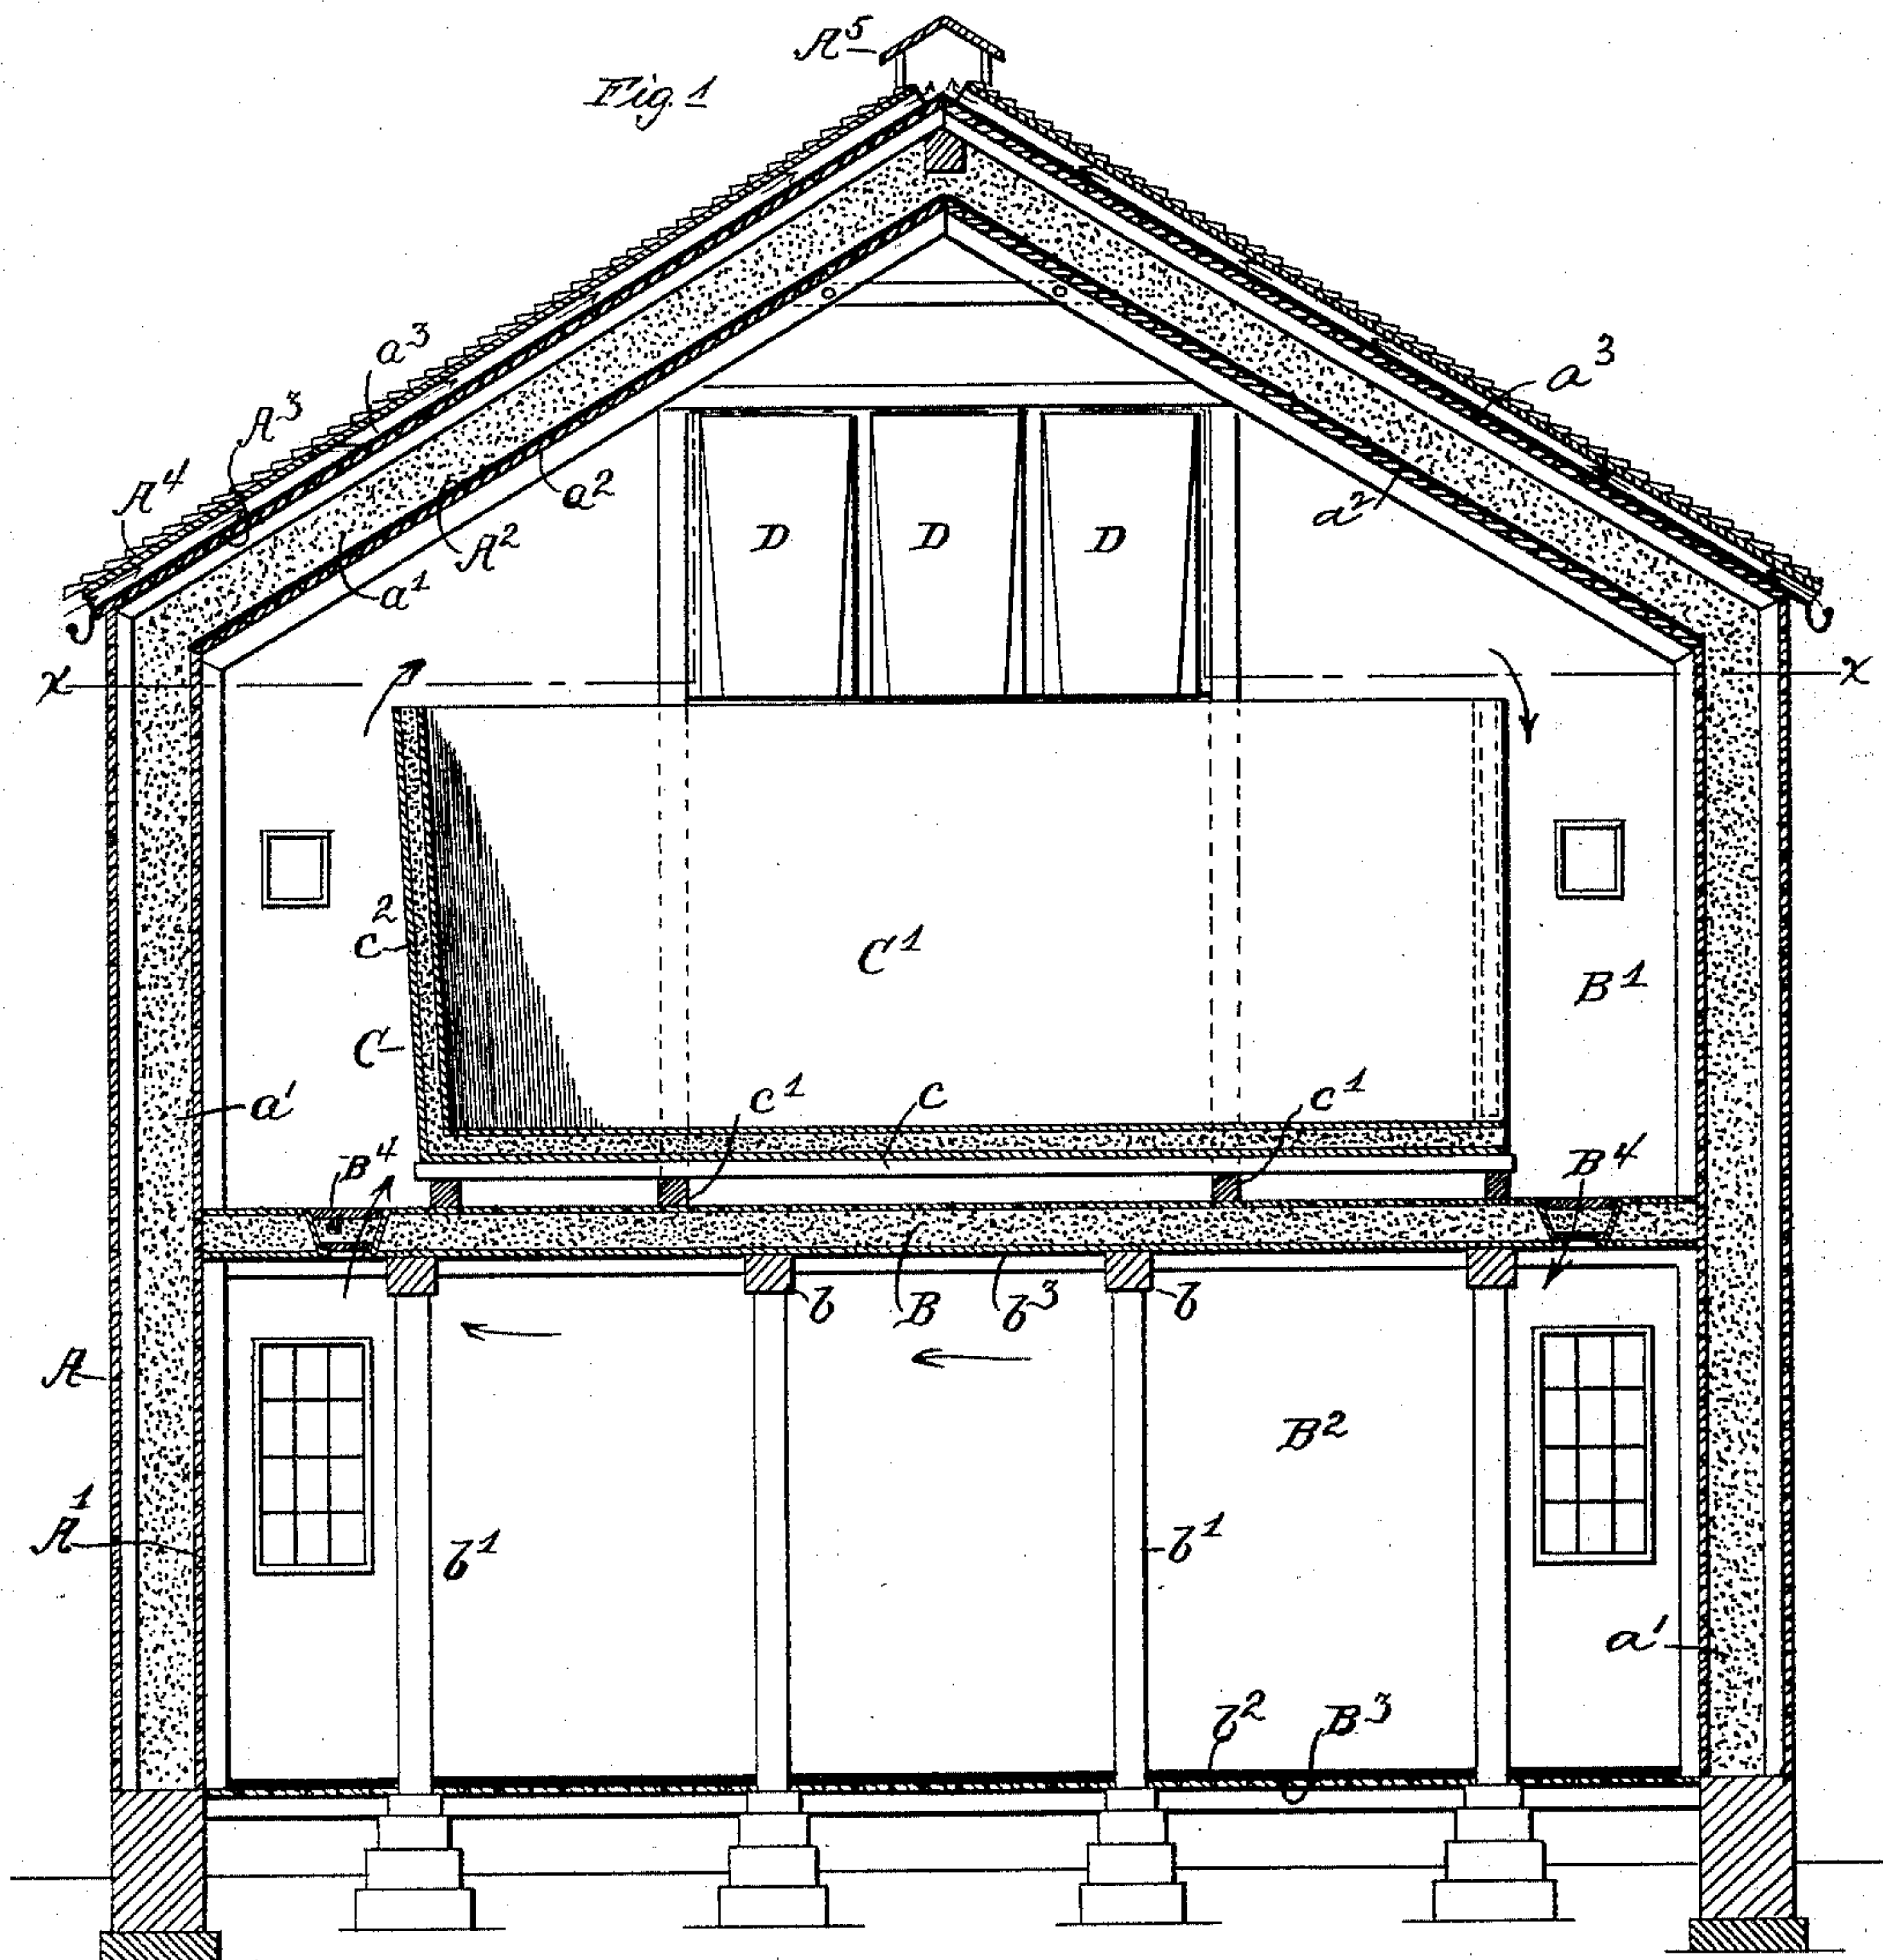 A⁵
Fig. 1
a³
a³
A³
A⁴
a²
a²
A²
a¹
D D D
x x
c²
C¹
B¹
C
a'
c¹ c c¹
B⁴ B⁴
b B b³ b
A
B²
A¹
b¹ b¹
a'
b² B³